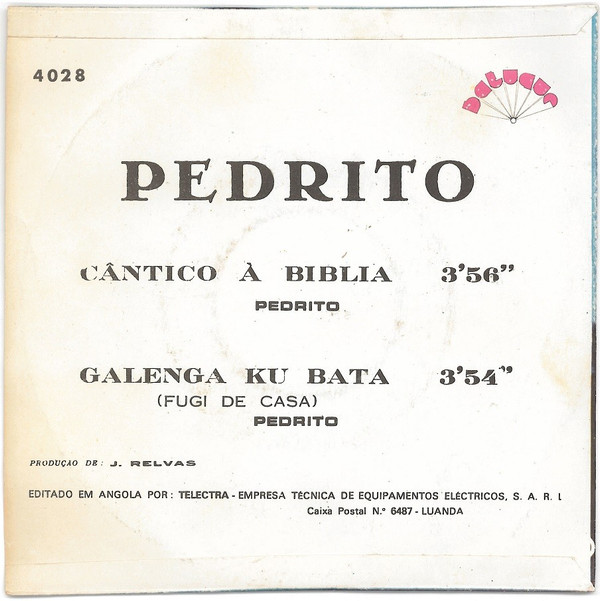 4028
DALUCUS
PEDRITO
CÂNTICO À BIBLIA 3'56"
PEDRITO
GALENGA KU BATA 3'54"
(FUGI DE CASA)
PEDRITO
PRODUÇÃO DE: J. RELVAS
EDITADO EM ANGOLA POR: TELECTRA - EMPRESA TÉCNICA DE EQUIPAMENTOS ELÉCTRICOS, S. A. R. L
Caixa Postal N.º 6487 - LUANDA